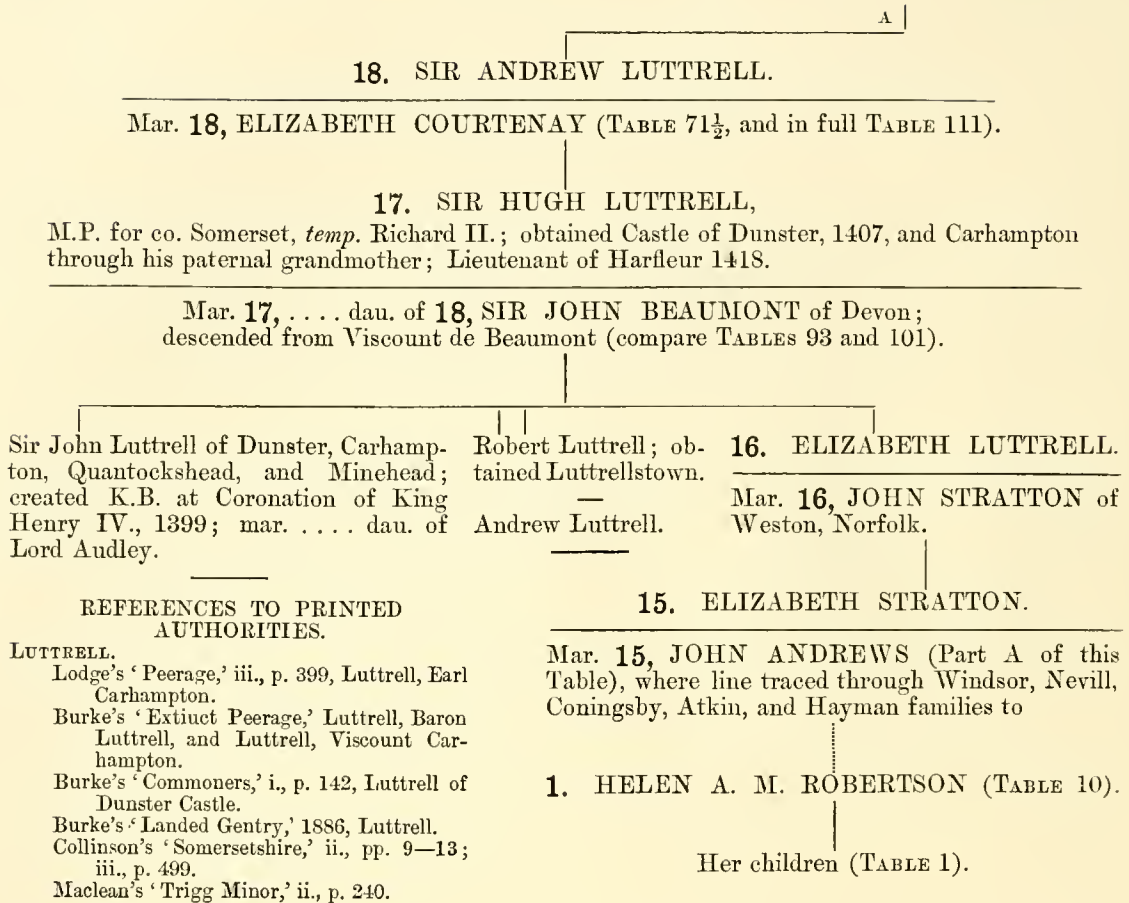 A
18. SIR ANDREW LUTTRELL.
Mar. 18, ELIZABETH COURTENAY (TABLE 71½, and in full TABLE 111).
17. SIR HUGH LUTTRELL,
M.P. for co. Somerset, temp. Richard II.; obtained Castle of Dunster, 1407, and Carhampton
through his paternal grandmother; Lieutenant of Harfleur 1418.
Mar. 17, . . . . dau. of 18, SIR JOHN BEAUMONT of Devon;
descended from Viscount de Beaumont (compare TABLES 93 and 101).
Sir John Luttrell of Dunster, Carhamp-
ton, Quantockshead, and Minehead;
created K.B. at Coronation of King
Henry IV., 1399; mar. . . . . dau. of
Lord Audley.
Robert Luttrell; ob-
tained Luttrellstown.
—
Andrew Luttrell.
16. ELIZABETH LUTTRELL.
Mar. 16, JOHN STRATTON of
Weston, Norfolk.
15. ELIZABETH STRATTON.
Mar. 15, JOHN ANDREWS (Part A of this
Table), where line traced through Windsor, Nevill,
Coningsby, Atkin, and Hayman families to
1. HELEN A. M. ROBERTSON (TABLE 10).
Her children (TABLE 1).
REFERENCES TO PRINTED
AUTHORITIES.
LUTTRELL.
Lodge's ‘Peerage,’ iii., p. 399, Luttrell, Earl
Carhampton.
Burke's ‘Extiuct Peerage,’ Luttrell, Baron
Luttrell, and Luttrell, Viscount Car-
hampton.
Burke's ‘Commoners,’ i., p. 142, Luttrell of
Dunster Castle.
Burke's ‘Landed Gentry,’ 1886, Luttrell.
Collinson's ‘Somersetshire,’ ii., pp. 9—13;
iii., p. 499.
Maclean's ‘Trigg Minor,’ ii., p. 240.